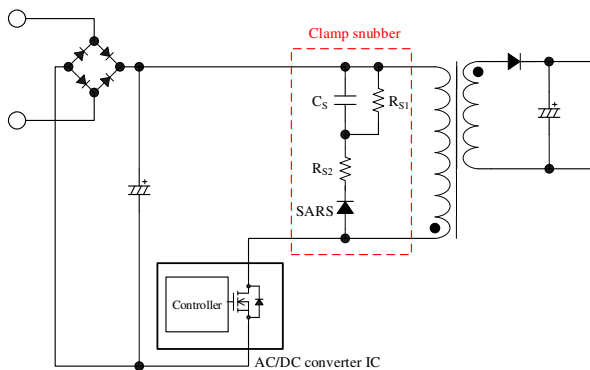 Clamp snubber
CS
RS1
RS2
SARS
Controller
AC/DC converter IC
+
+